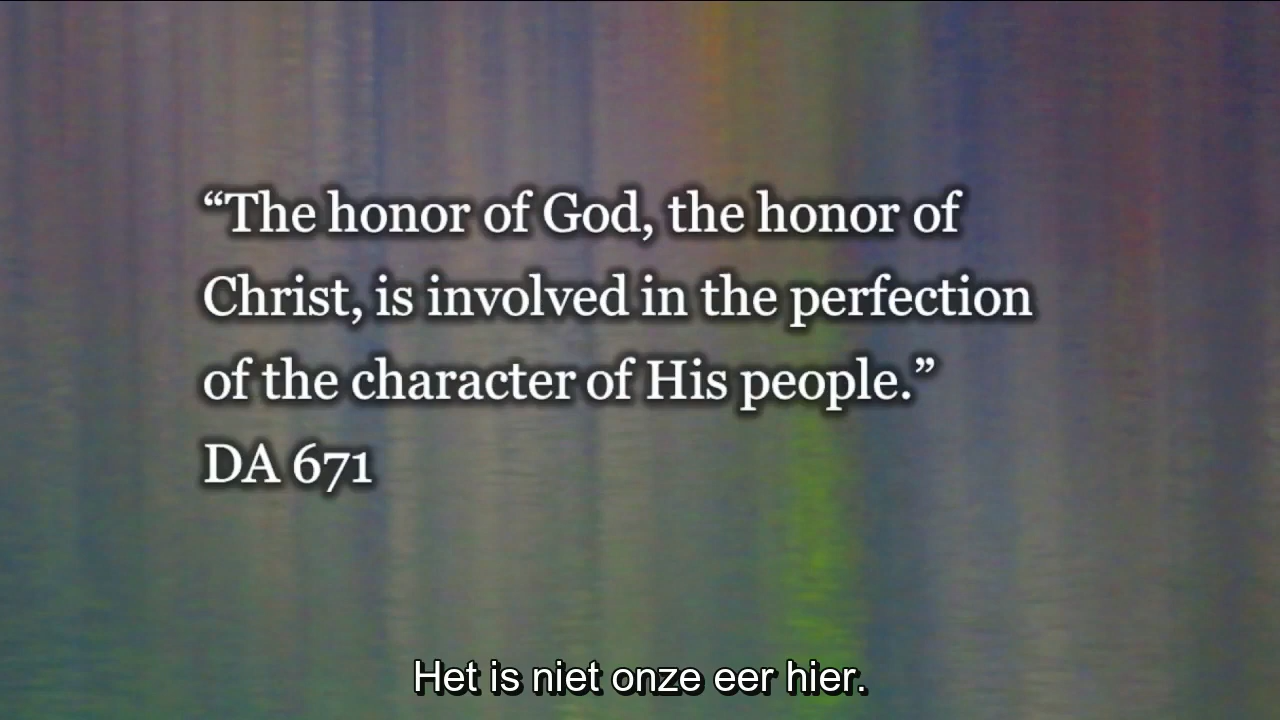 “The honor of God, the honor of
Christ, is involved in the perfection
of the character of His people.”
DA 671
Het is niet onze eer hier.